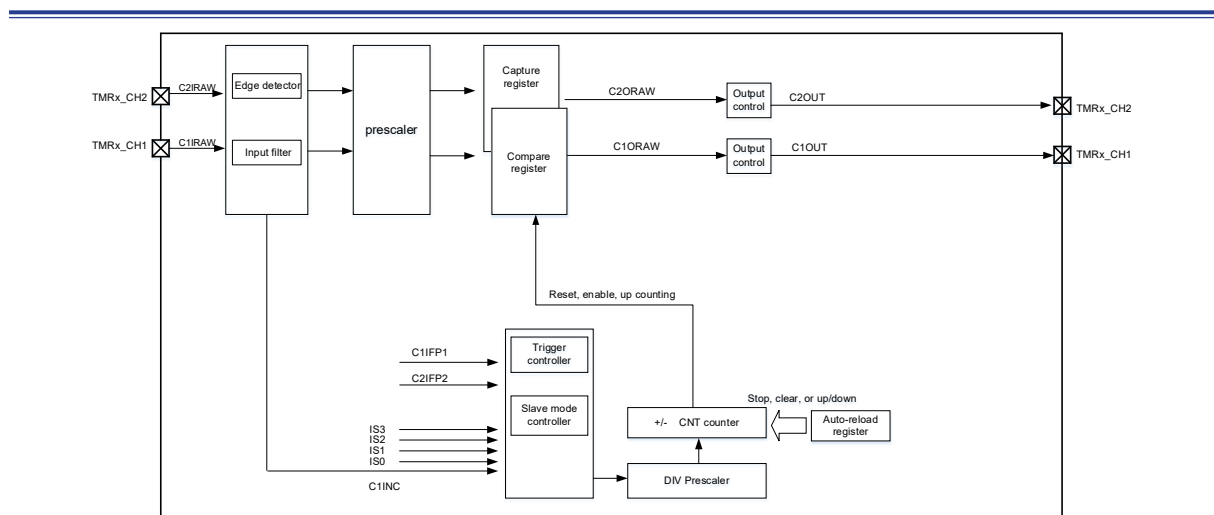 Capture
register
Edge detector
C2IRAW
C2ORAW
Output
control
C2OUT
TMRx_CH2
TMRx_CH2
prescaler
TMRx_CH1
C1IRAW
Input filter
Compare
register
C1ORAW
Output
control
C1OUT
TMRx_CH1
Reset, enable, up counting
Trigger
controller
C1IFP1
C2IFP2
Slave mode
controller
Stop, clear, or up/down
IS3
IS2
IS1
IS0
+/- CNT counter
Auto-reload
register
C1INC
DIV Prescaler